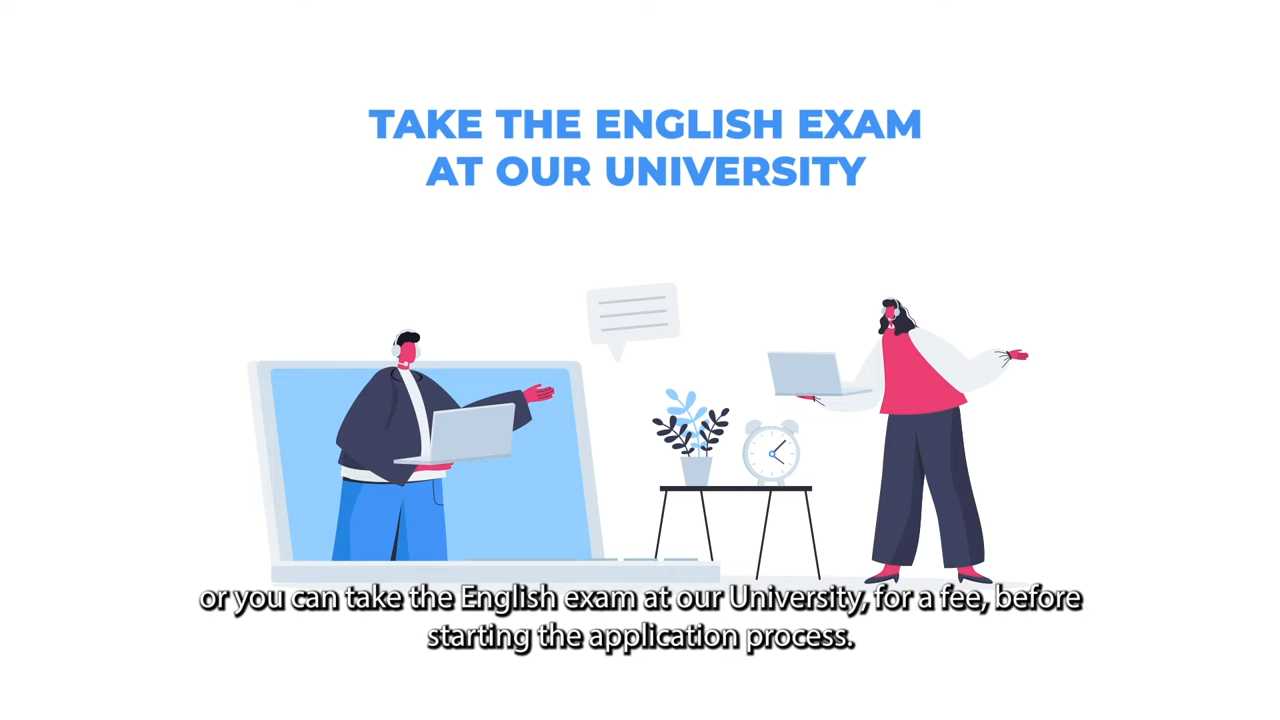 TAKE THE ENGLISH EXAM
AT OUR UNIVERSITY
or you can take the English exam at our University, for a fee, before
starting the application process.